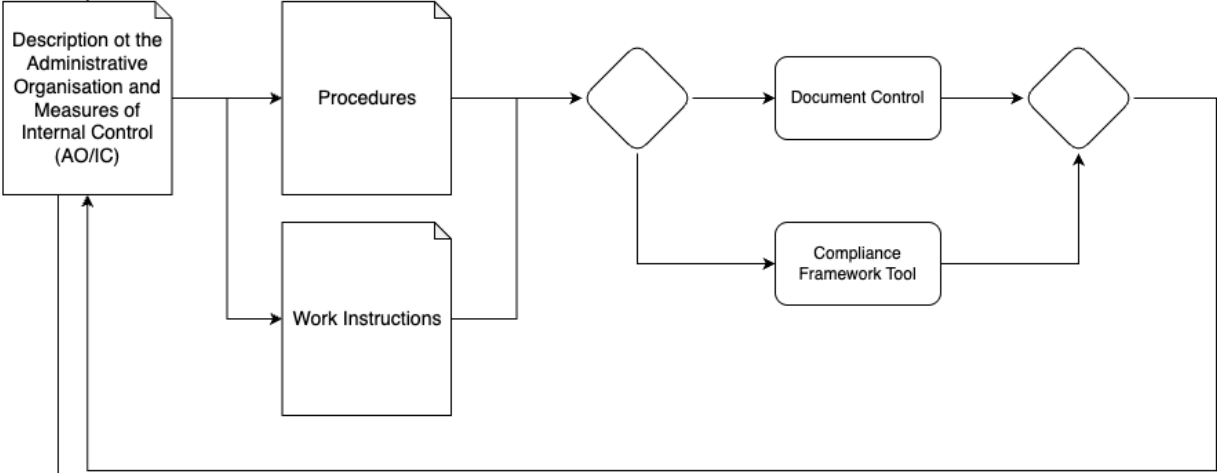 Description ot the
Administrative
Organisation and
Measures of
Internal Control
(AO/IC)
Procedures
Work Instructions
Document Control
Compliance
Framework Tool